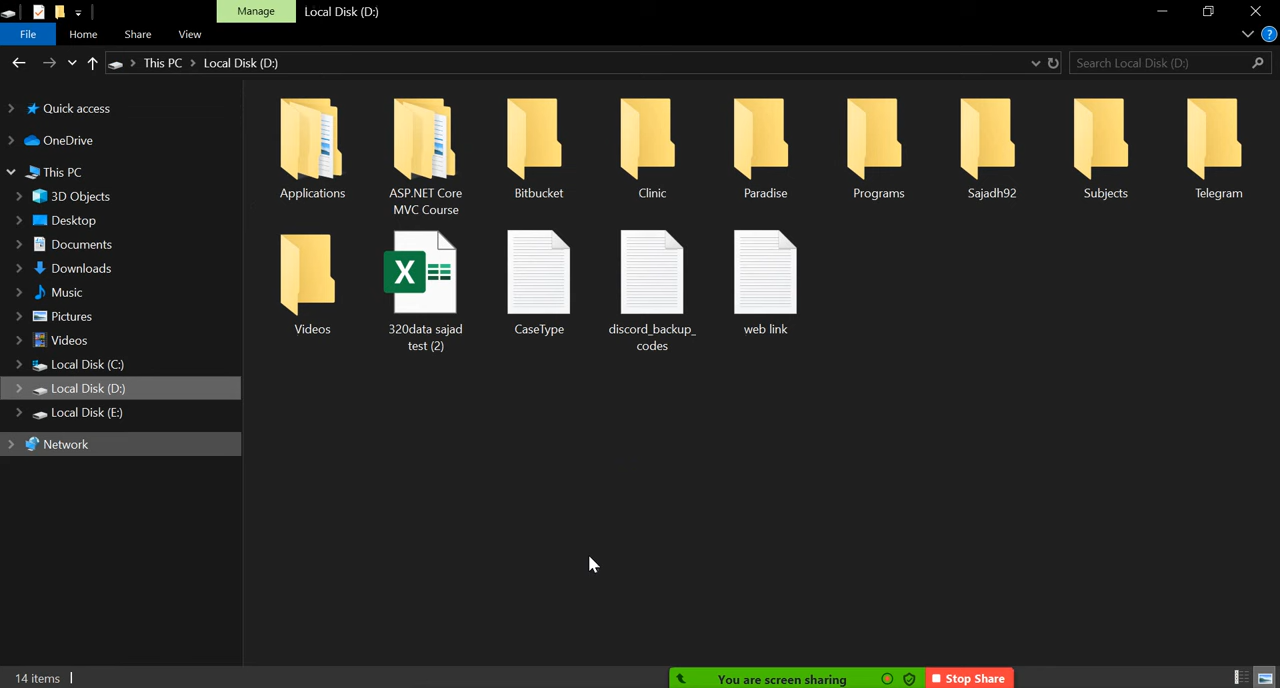 Manage
Local Disk (D:)
File
Home
Share
View
This PC
Local Disk (D:)
Search Local Disk (D:)
Quick access
OneDrive
This PC
3D Objects
Desktop
Documents
Downloads
Music
Pictures
Videos
Local Disk (C:)
Local Disk (D:)
Local Disk (E:)
Network
Applications
ASP.NET Core
MVC Course
Bitbucket
Clinic
Paradise
Programs
Sajadh92
Subjects
Telegram
Videos
320data sajad
test (2)
CaseType
discord_backup_
codes
web link
14 items
You are screen sharing
Stop Share